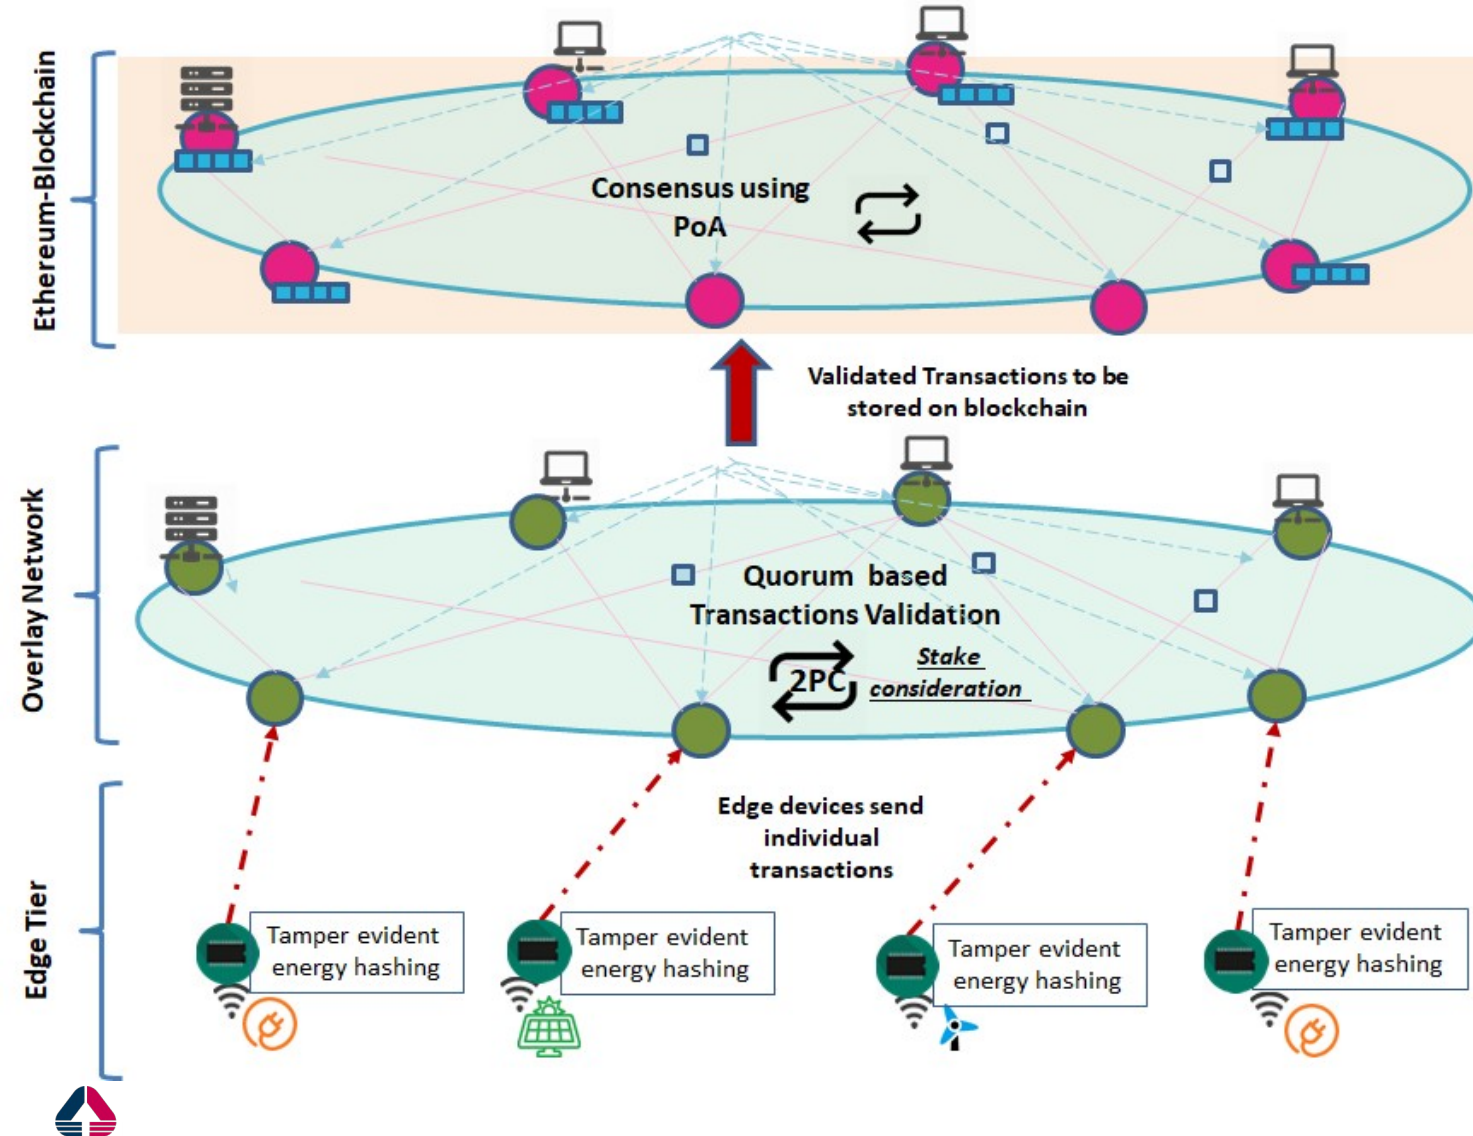 Ethereum-Blockchain
Consensus using
PoA
Validated Transactions to be
stored on blockchain
Overlay Network
Quorum based
Transactions Validation
2PC
Stake
consideration
Edge Tier
Edge devices send
individual
transactions
Tamper evident
energy hashing
Tamper evident
energy hashing
Tamper evident
energy hashing
Tamper evident
energy hashing